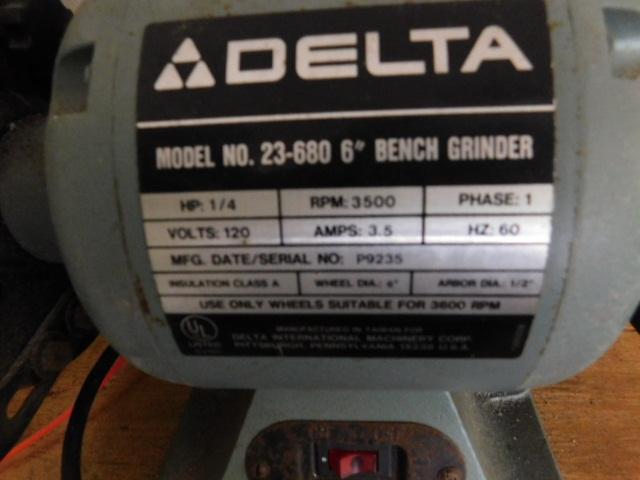 DELTA
MODEL NO. 23-680 6" BENCH GRINDER
HP: 1/4 RPM: 3500 PHASE: 1
VOLTS: 120 AMPS: 3.5 HZ: 60
MFG. DATE/SERIAL NO: P9235
INSULATION CLASS A WHEEL DIA.: 6" ARBOR DIA.: 1/2"
USE ONLY WHEELS SUITABLE FOR 3600 RPM
UL
LISTED
MANUFACTURED IN TAIWAN FOR
DELTA INTERNATIONAL MACHINERY CORP.
PITTSBURGH, PENNSYLVANIA U.S.A.